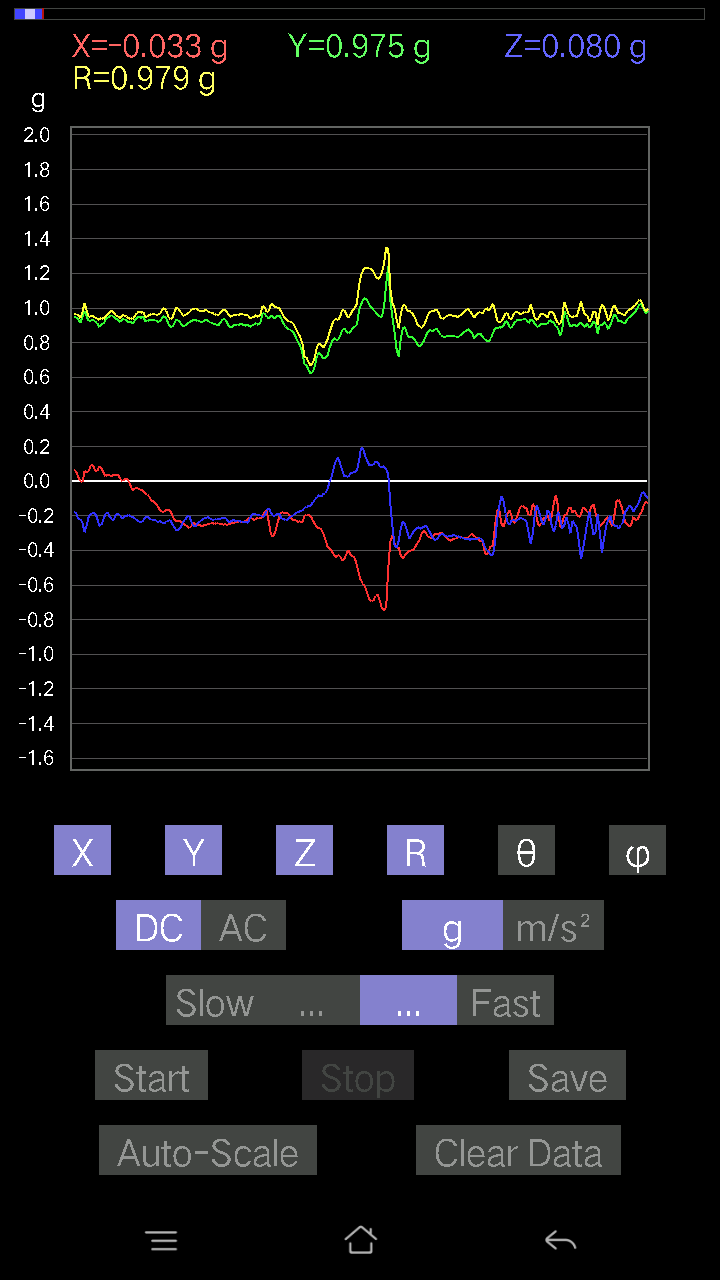 X=-0.033 g Y=0.975 g Z=0.080 g
R=0.979 g
g
2.0
1.8
1.6
1.4
1.2
1.0
0.8
0.6
0.4
0.2
0.0
-0.2
-0.4
-0.6
-0.8
-1.0
-1.2
-1.4
-1.6
X Y Z R θ φ
DC AC g m/s²
Slow ... ... Fast
Start Stop Save
Auto-Scale Clear Data